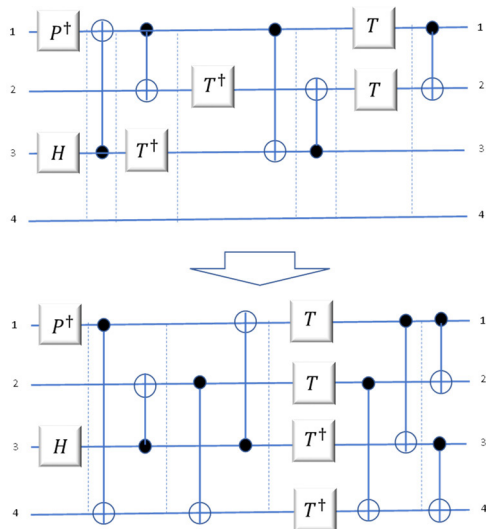 1 P† T 1
2 T† T 2
3 H T† 3
4 4
1 P† T 1
2 T 2
3 H T† 3
4 T† 4